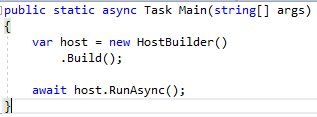 public static async Task Main(string[] args)
{
    var host = new HostBuilder()
        .Build();

    await host.RunAsync();
}